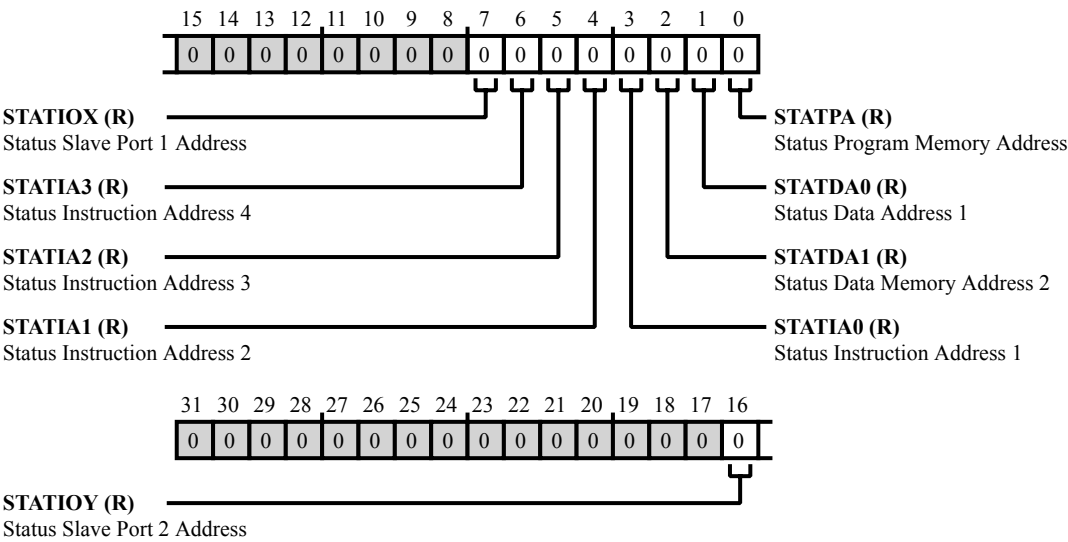 15 14 13 12 11 10 9 8 7 6 5 4 3 2 1 0
0 0 0 0 0 0 0 0 0 0 0 0 0 0 0 0
STATIOX (R)
Status Slave Port 1 Address
STATPA (R)
Status Program Memory Address
STATIA3 (R)
Status Instruction Address 4
STATDA0 (R)
Status Data Address 1
STATIA2 (R)
Status Instruction Address 3
STATDA1 (R)
Status Data Memory Address 2
STATIA1 (R)
Status Instruction Address 2
STATIA0 (R)
Status Instruction Address 1
31 30 29 28 27 26 25 24 23 22 21 20 19 18 17 16
0 0 0 0 0 0 0 0 0 0 0 0 0 0 0 0
STATIOY (R)
Status Slave Port 2 Address